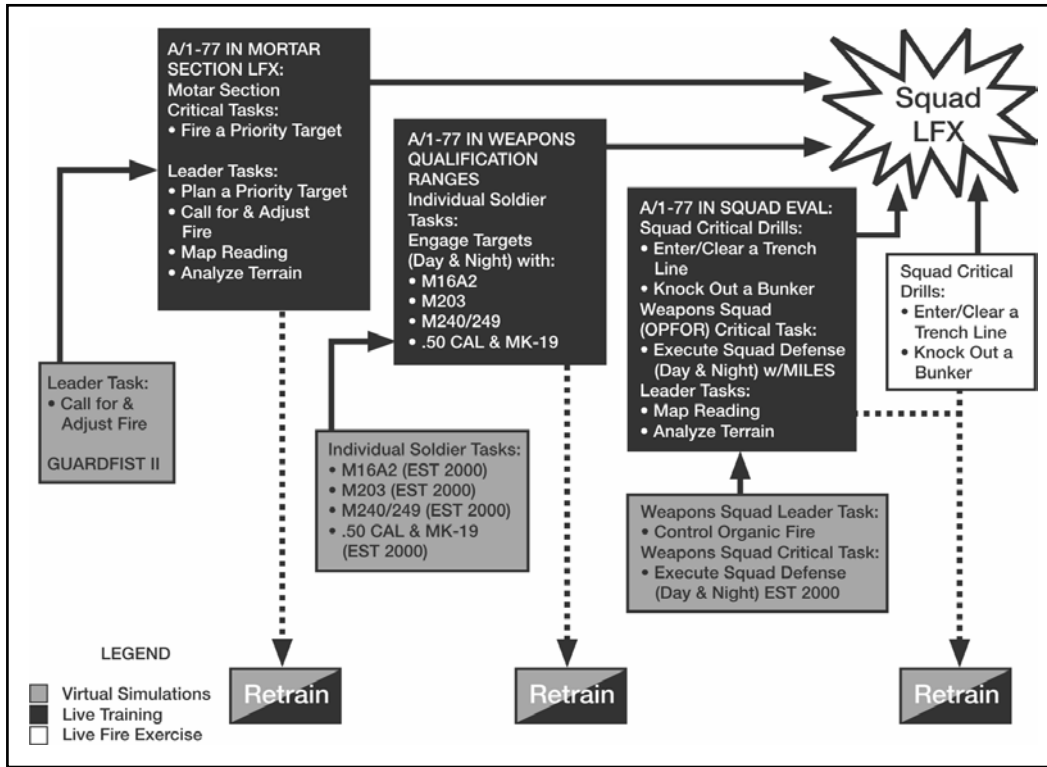 A/1-77 IN MORTAR
SECTION LFX:
Motar Section
Critical Tasks:
• Fire a Priority Target
Leader Tasks:
• Plan a Priority Target
• Call for & Adjust
Fire
• Map Reading
• Analyze Terrain
A/1-77 IN WEAPONS
QUALIFICATION
RANGES
Individual Soldier
Tasks:
Engage Targets
(Day & Night) with:
• M16A2
• M203
• M240/249
• .50 CAL & MK-19
Squad
LFX
A/1-77 IN SQUAD EVAL:
Squad Critical Drills:
• Enter/Clear a Trench
Line
• Knock Out a Bunker
Weapons Squad
(OPFOR) Critical Task:
• Execute Squad Defense
(Day & Night) w/MILES
Leader Tasks:
• Map Reading
• Analyze Terrain
Squad Critical
Drills:
• Enter/Clear a
Trench Line
• Knock Out a
Bunker
Leader Task:
• Call for &
Adjust Fire
GUARDFIST II
Individual Soldier Tasks:
• M16A2 (EST 2000)
• M203 (EST 2000)
• M240/249 (EST 2000)
• .50 CAL & MK-19
(EST 2000)
Weapons Squad Leader Task:
• Control Organic Fire
Weapons Squad Critical Task:
• Execute Squad Defense
(Day & Night) EST 2000
LEGEND
Virtual Simulations
Live Training
Live Fire Exercise
Retrain
Retrain
Retrain